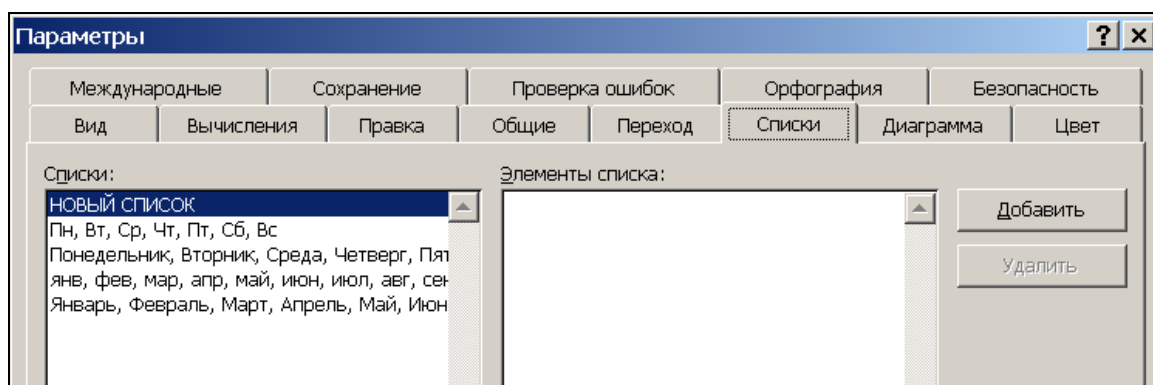 Параметры
Международные Сохранение Проверка ошибок Орфография Безопасность
Вид Вычисления Правка Общие Переход Списки Диаграмма Цвет
Списки: Элементы списка:
НОВЫЙ СПИСОК
Пн, Вт, Ср, Чт, Пт, Сб, Вс
Понедельник, Вторник, Среда, Четверг, Пят
янв, фев, мар, апр, май, июн, июл, авг, сен
Январь, Февраль, Март, Апрель, Май, Июн
Добавить
Удалить